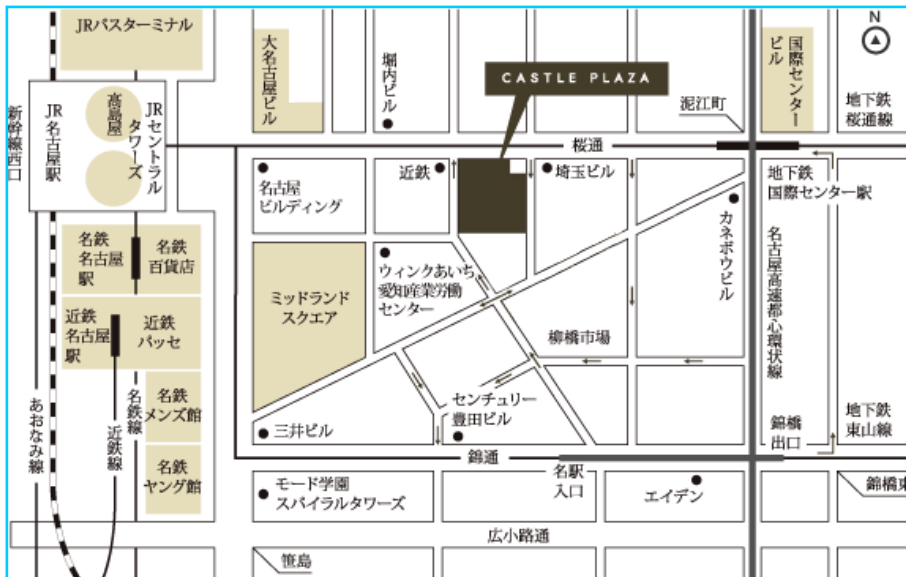 JRバスターミナル
大名古屋ビル
堀内ビル
CASTLE PLAZA
泥江町
国際センター
ビル
N
地下鉄
桜通線
新幹線西口
JR名古屋駅
高島屋
JRセントラル
タワーズ
桜通
名古屋
ビルディング
近鉄
埼玉ビル
カネボウビル
地下鉄
国際センター駅
名古屋高速都心環状線
名鉄
名古屋
駅
名鉄
百貨店
ミッドランド
スクエア
ウィンクあいち
愛知産業労働
センター
近鉄
名古屋
駅
近鉄
パッセ
柳橋市場
あおなみ線
近鉄線
名鉄線
名鉄
メンズ館
センチュリー
豊田ビル
三井ビル
錦橋
出口
地下鉄
東山線
錦通
名鉄
ヤング館
モード学園
スパイラルタワーズ
名駅
入口
エイデン
錦橋東
広小路通
笹島